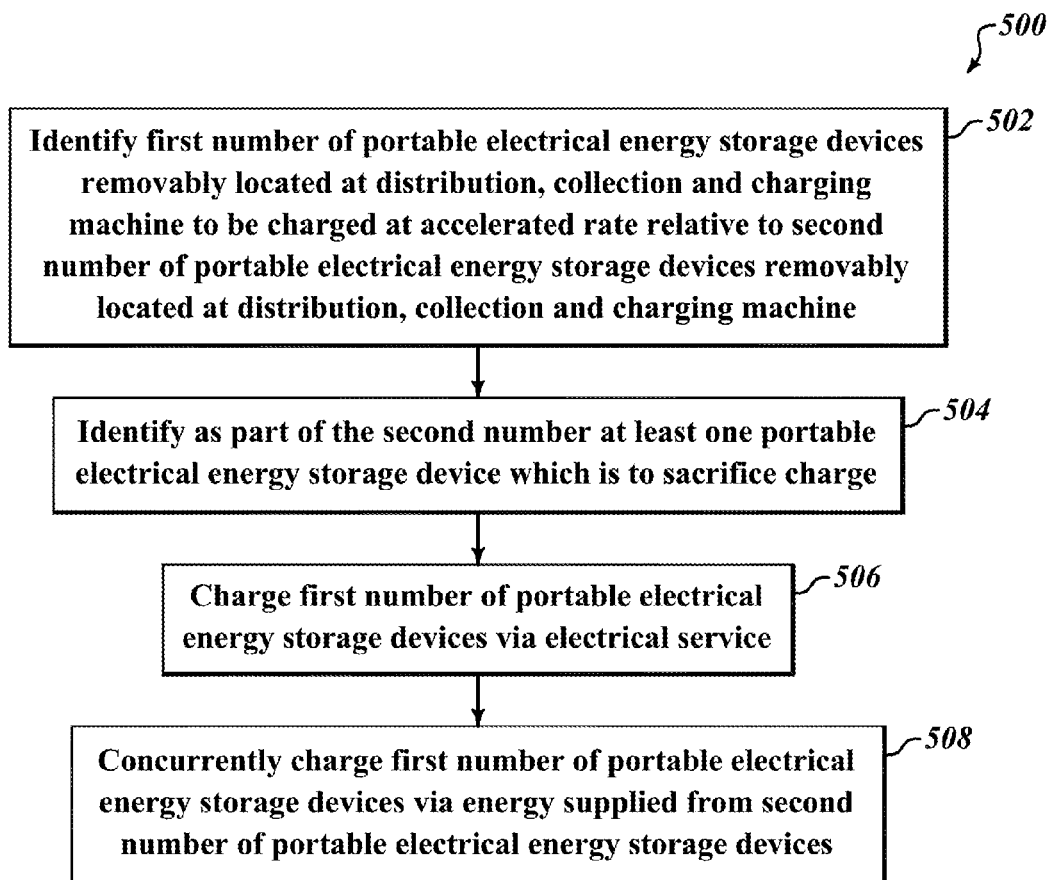 500
502
Identify first number of portable electrical energy storage devices
removably located at distribution, collection and charging
machine to be charged at accelerated rate relative to second
number of portable electrical energy storage devices removably
located at distribution, collection and charging machine
504
Identify as part of the second number at least one portable
electrical energy storage device which is to sacrifice charge
506
Charge first number of portable electrical
energy storage devices via electrical service
508
Concurrently charge first number of portable electrical
energy storage devices via energy supplied from second
number of portable electrical energy storage devices